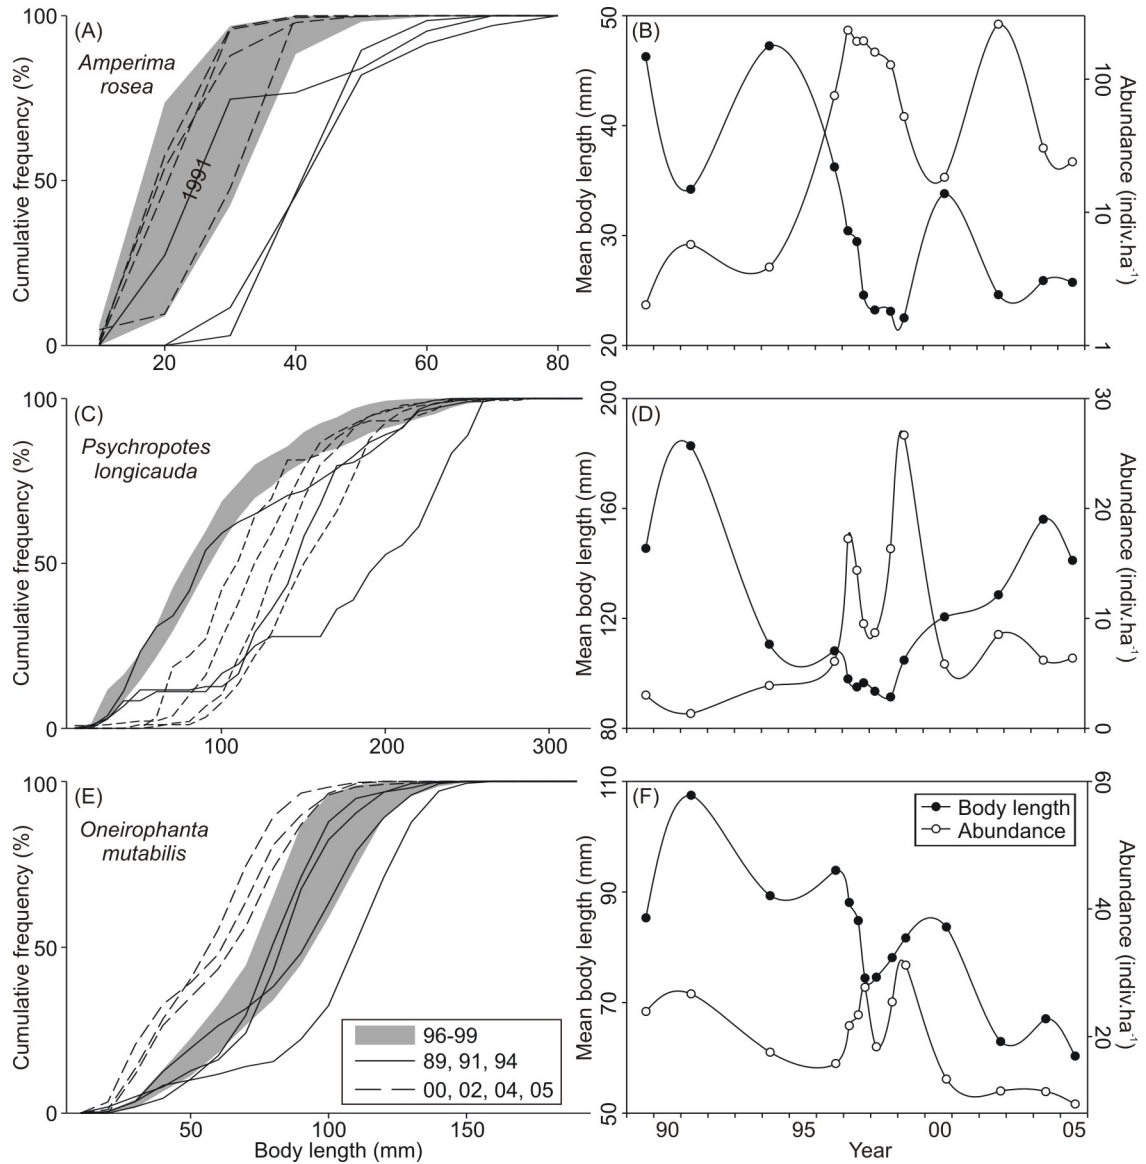 (A)
Amperima
rosea
1991
Cumulative frequency (%)
100
50
0
20
40
60
80
(B)
Mean body length (mm)
50
40
30
20
Abundance (indiv.ha-1)
100
10
1
(C)
Psychropotes
longicauda
Cumulative frequency (%)
100
50
0
100
200
300
(D)
Mean body length (mm)
200
160
120
80
Abundance (indiv.ha-1)
30
20
10
0
(E)
Oneirophanta
mutabilis
Cumulative frequency (%)
100
50
0
50
100
150
Body length (mm)
96-99
89, 91, 94
00, 02, 04, 05
(F)
Body length
Abundance
Mean body length (mm)
110
90
70
50
Abundance (indiv.ha-1)
60
40
20
90
95
00
05
Year